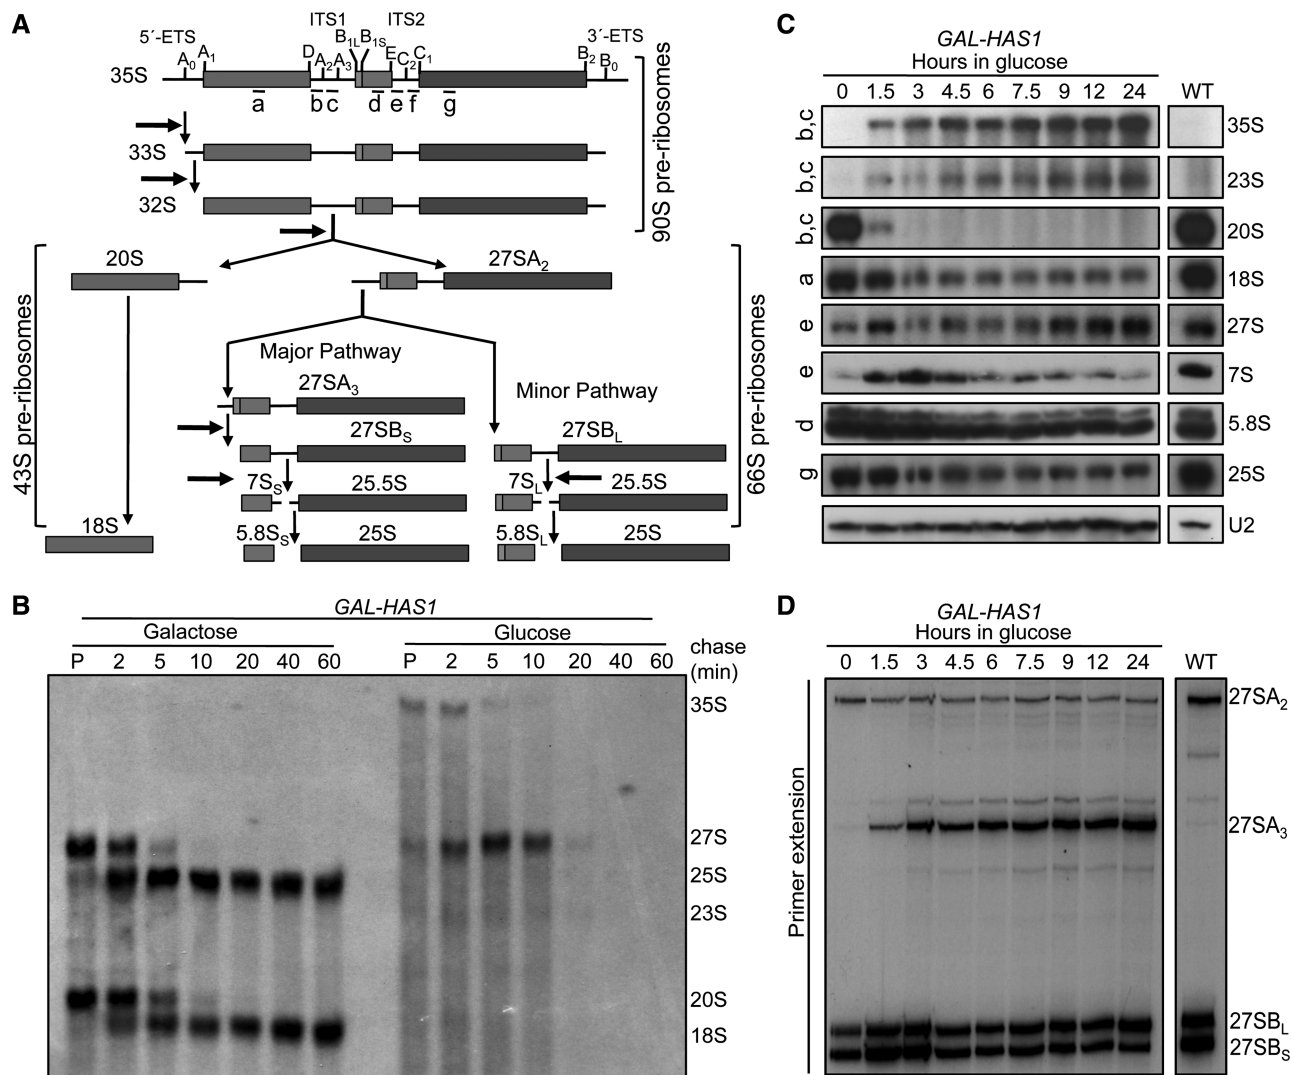 A
5´-ETS
ITS1
ITS2
3´-ETS
A0 A1
D A2 A3
B1L B1S
E C2 C1
B2 B0
35S
a b c d e f g
33S
32S
90S pre-ribosomes
20S
27SA2
43S pre-ribosomes
66S pre-ribosomes
Major Pathway
27SA3
Minor Pathway
27SBS
27SBL
7SS
25.5S
7SL
25.5S
18S
5.8SS
25S
5.8SL
25S
B
GAL-HAS1
Galactose
Glucose
P 2 5 10 20 40 60
P 2 5 10 20 40 60
chase
(min)
35S
27S
25S
23S
20S
18S
C
GAL-HAS1
Hours in glucose
0 1.5 3 4.5 6 7.5 9 12 24 WT
b,c 35S
b,c 23S
b,c 20S
a 18S
e 27S
e 7S
d 5.8S
g 25S
U2
D
GAL-HAS1
Hours in glucose
0 1.5 3 4.5 6 7.5 9 12 24 WT
Primer extension
27SA2
27SA3
27SBL
27SBS